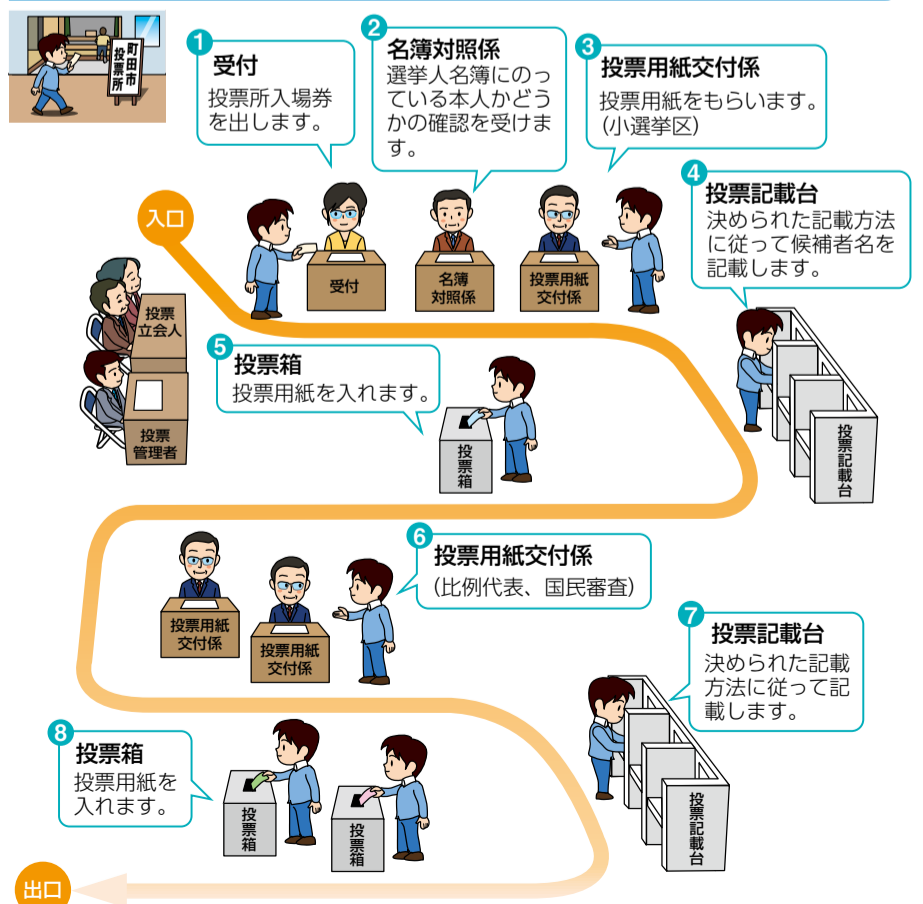 町田市
投票所
1
受付
投票所入場券
を出します。
2
名簿対照係
選挙人名簿にのっ
ている本人かどう
かの確認を受けま
す。
3
投票用紙交付係
投票用紙をもらいます。
(小選挙区)
4
投票記載台
決められた記載方法
に従って候補者名を
記載します。
入口
受付
名簿
対照係
投票用紙
交付係
投票
立会人
投票
管理者
5
投票箱
投票用紙を入れます。
投票箱
投票記載台
6
投票用紙交付係
(比例代表、国民審査)
投票用紙
交付係
投票用紙
交付係
7
投票記載台
決められた記載
方法に従って記
載します。
8
投票箱
投票用紙を
入れます。
投票箱
投票箱
投票記載台
出口